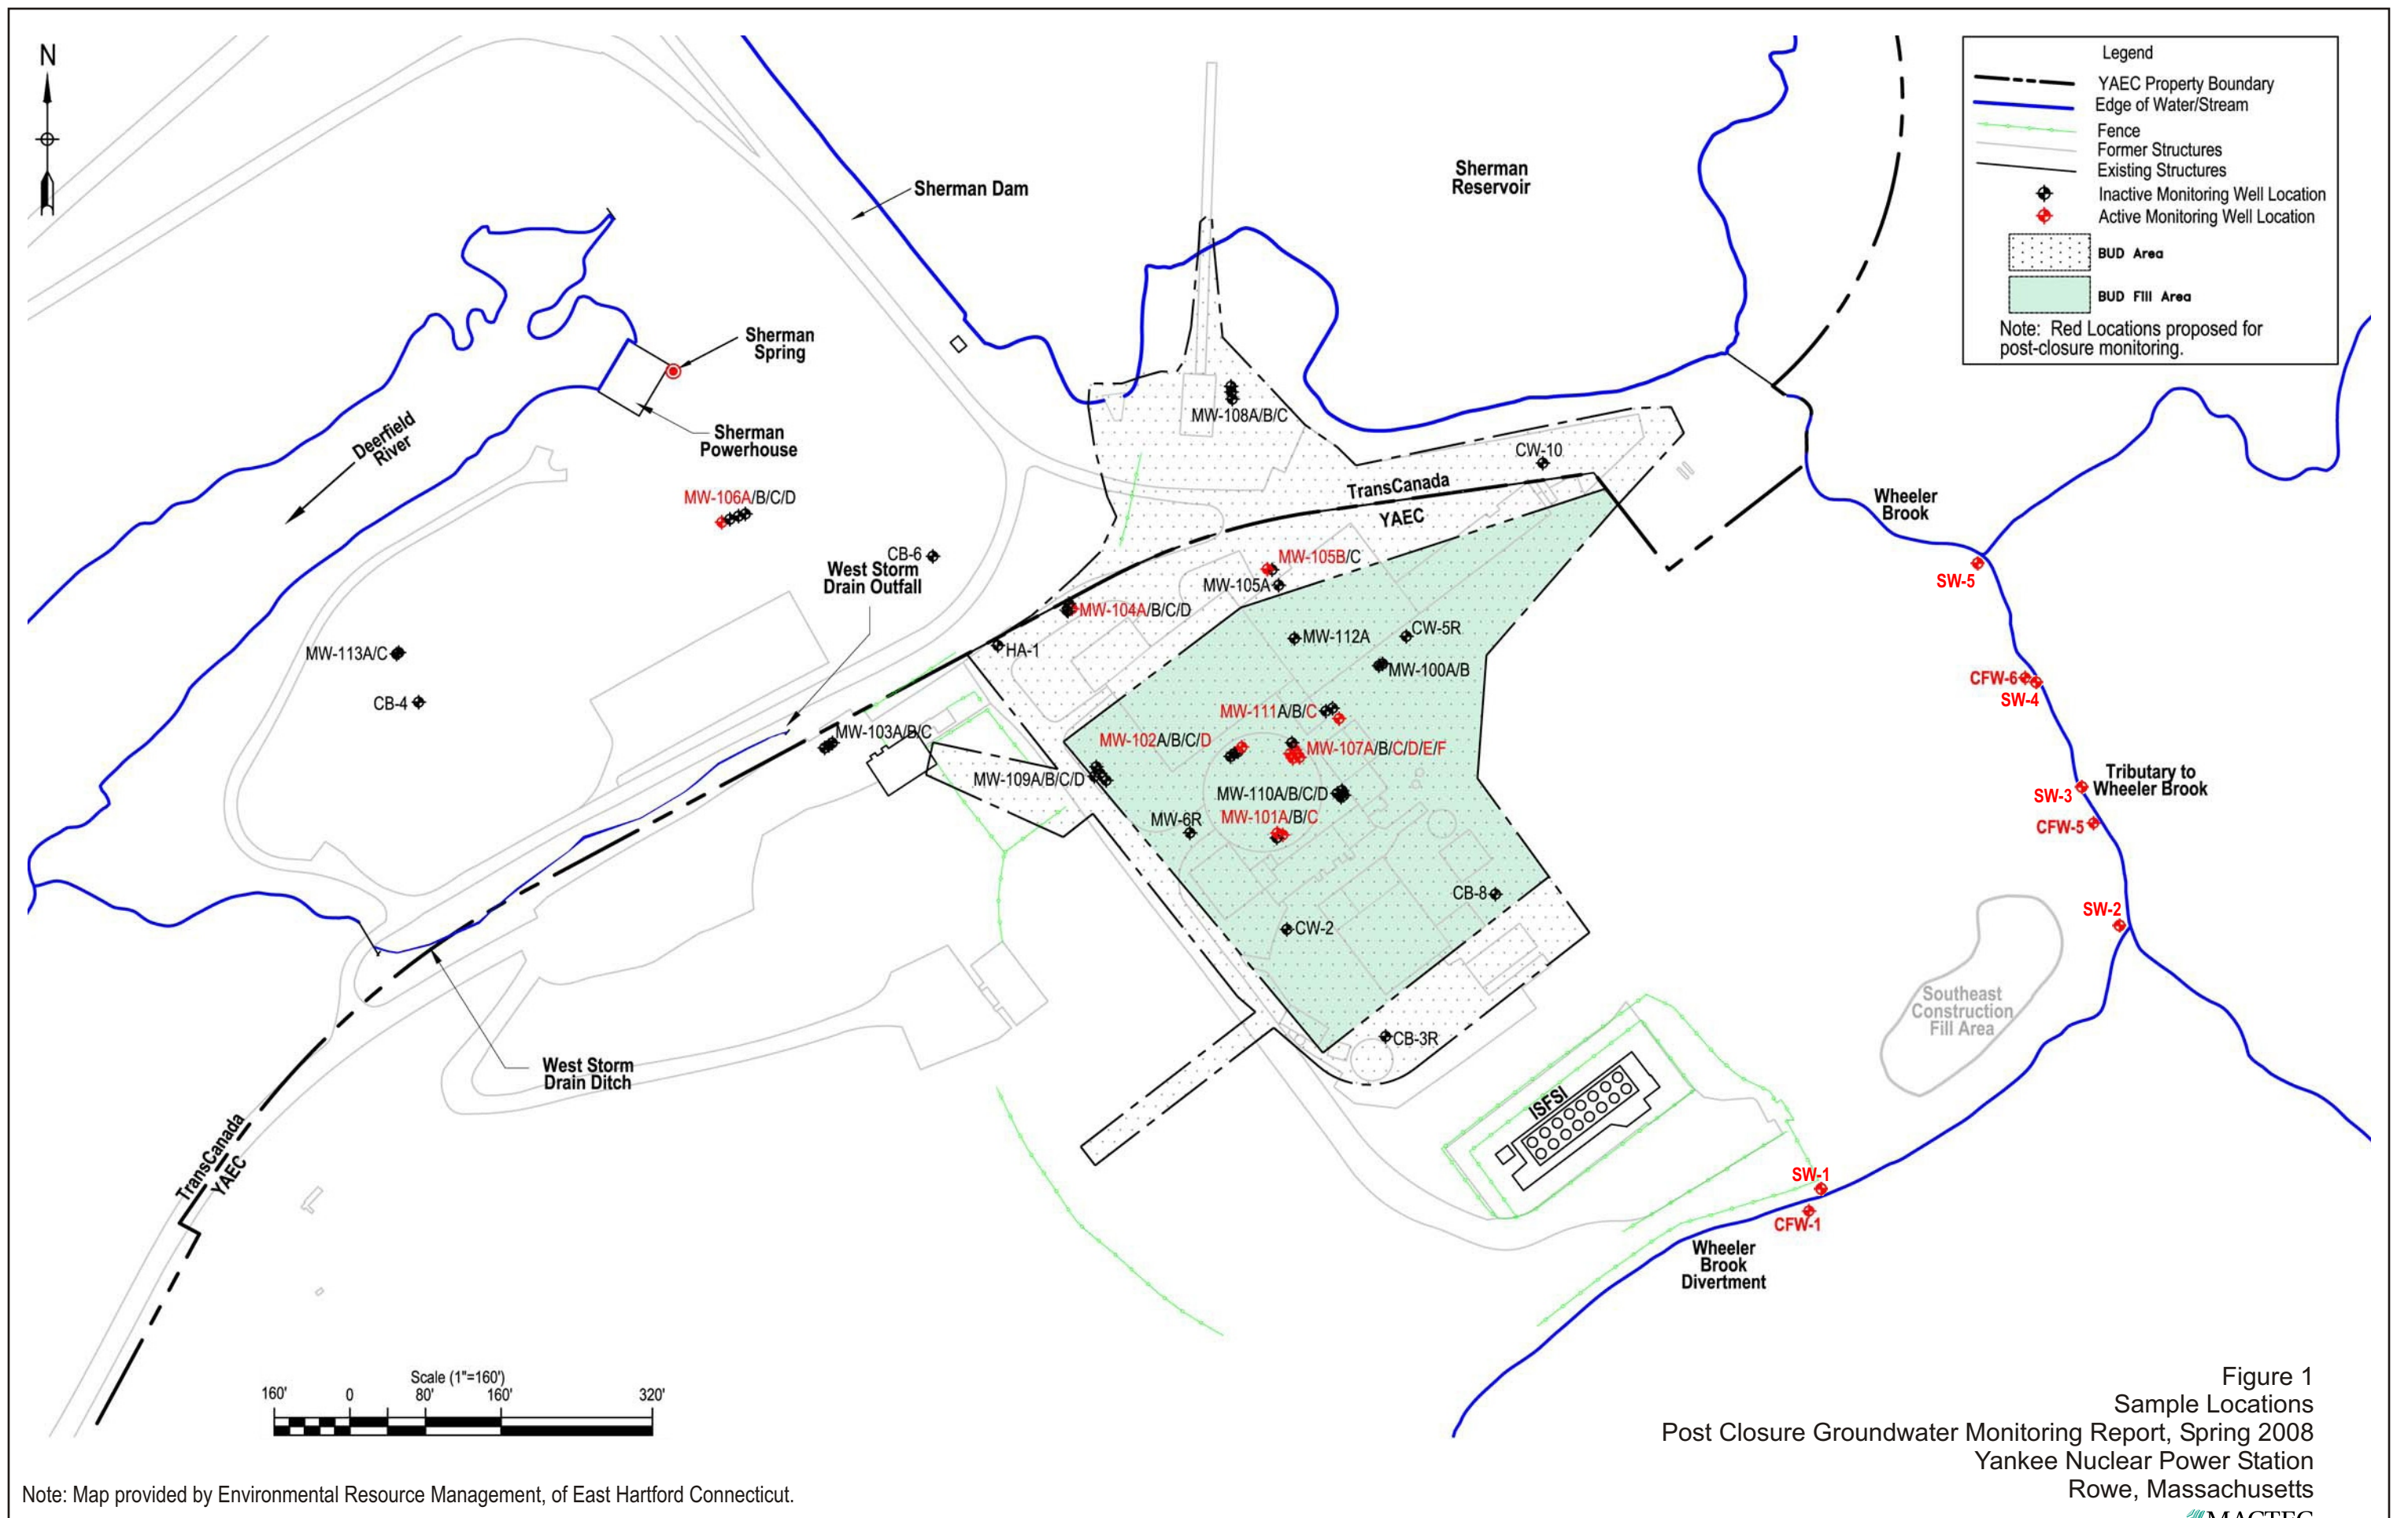 N
Legend
YAEC Property Boundary
Edge of Water/Stream
Fence
Former Structures
Existing Structures
Inactive Monitoring Well Location
Active Monitoring Well Location
BUD Area
BUD Fill Area
Note: Red Locations proposed for
post-closure monitoring.
Sherman Dam
Sherman
Reservoir
Sherman
Spring
Sherman
Powerhouse
Deerfield
River
MW-108A/B/C
CW-10
TransCanada
YAEC
Wheeler
Brook
MW-106A/B/C/D
CB-6
West Storm
Drain Outfall
MW-105B/C
MW-105A
SW-5
MW-104A/B/C/D
HA-1
MW-112A
CW-5R
MW-100A/B
MW-113A/C
CB-4
CFW-6
SW-4
MW-111A/B/C
MW-103A/B/C
MW-102A/B/C/D
MW-107A/B/C/D/E/F
MW-109A/B/C/D
MW-110A/B/C/D
Tributary to
Wheeler Brook
SW-3
CFW-5
MW-6R
MW-101A/B/C
CB-8
CW-2
SW-2
Southeast
Construction
Fill Area
CB-3R
West Storm
Drain Ditch
ISFSI
TransCanada
YAEC
SW-1
CFW-1
Wheeler
Brook
Divertment
Scale (1"=160')
160' 0 80' 160' 320'
Figure 1
Sample Locations
Post Closure Groundwater Monitoring Report, Spring 2008
Yankee Nuclear Power Station
Rowe, Massachusetts
MACTEC
Note: Map provided by Environmental Resource Management, of East Hartford Connecticut.